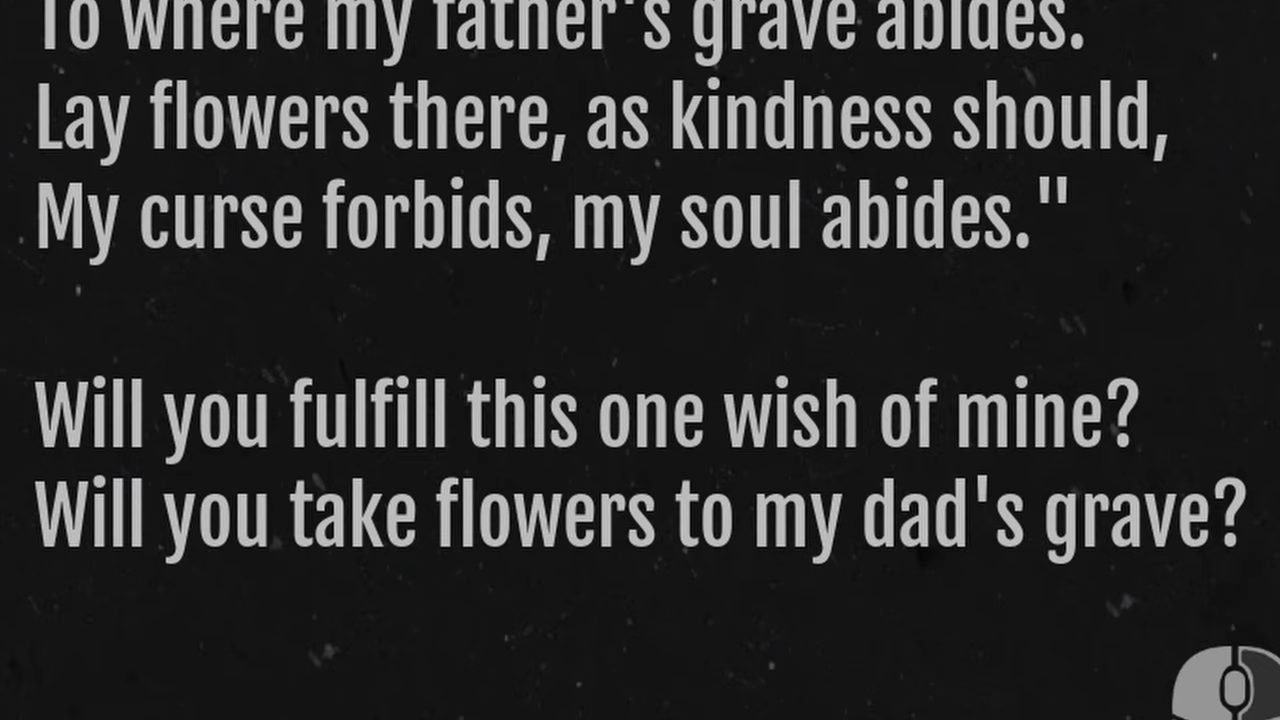 To where my father's grave abides.
Lay flowers there, as kindness should,
My curse forbids, my soul abides."
Will you fulfill this one wish of mine?
Will you take flowers to my dad's grave?